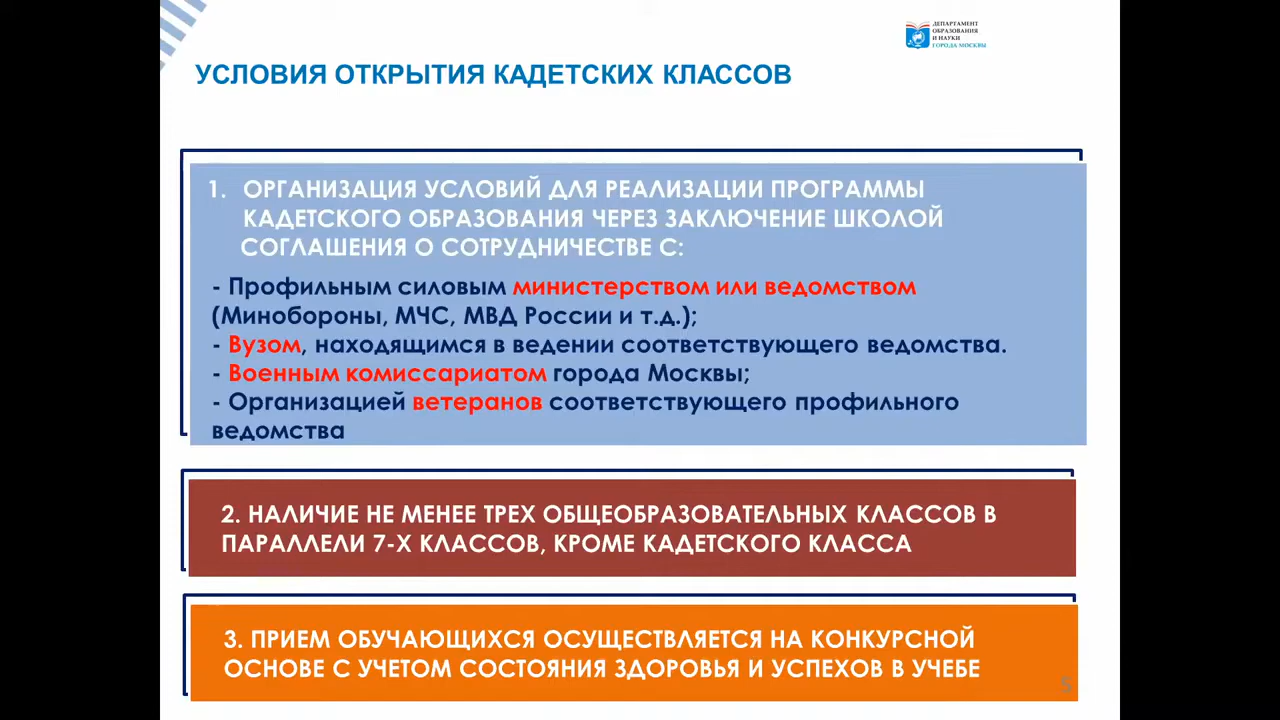 ДЕПАРТАМЕНТ
ОБРАЗОВАНИЯ
И НАУКИ
ГОРОДА МОСКВЫ
УСЛОВИЯ ОТКРЫТИЯ КАДЕТСКИХ КЛАССОВ
1. ОРГАНИЗАЦИЯ УСЛОВИЙ ДЛЯ РЕАЛИЗАЦИИ ПРОГРАММЫ
КАДЕТСКОГО ОБРАЗОВАНИЯ ЧЕРЕЗ ЗАКЛЮЧЕНИЕ ШКОЛОЙ
СОГЛАШЕНИЯ О СОТРУДНИЧЕСТВЕ С:
- Профильным силовым министерством или ведомством
(Минобороны, МЧС, МВД России и т.д.);
- Вузом, находящимся в ведении соответствующего ведомства.
- Военным комиссариатом города Москвы;
- Организацией ветеранов соответствующего профильного
ведомства
2. НАЛИЧИЕ НЕ МЕНЕЕ ТРЕХ ОБЩЕОБРАЗОВАТЕЛЬНЫХ КЛАССОВ В
ПАРАЛЛЕЛИ 7-Х КЛАССОВ, КРОМЕ КАДЕТСКОГО КЛАССА
3. ПРИЕМ ОБУЧАЮЩИХСЯ ОСУЩЕСТВЛЯЕТСЯ НА КОНКУРСНОЙ
ОСНОВЕ С УЧЕТОМ СОСТОЯНИЯ ЗДОРОВЬЯ И УСПЕХОВ В УЧЕБЕ
5